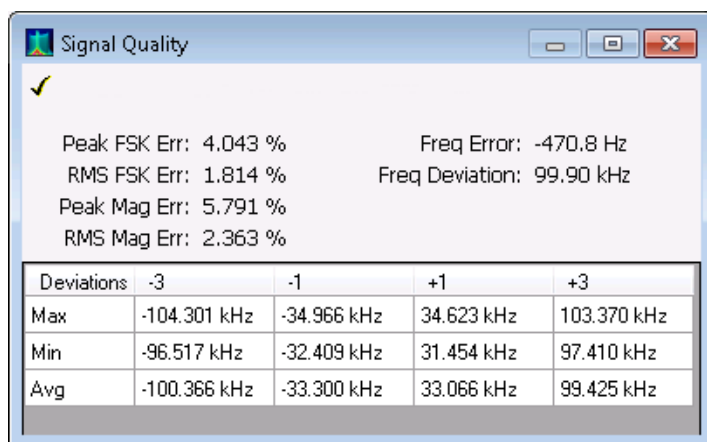 Signal Quality
Peak FSK Err: 4.043 % Freq Error: -470.8 Hz
RMS FSK Err: 1.814 % Freq Deviation: 99.90 kHz
Peak Mag Err: 5.791 %
RMS Mag Err: 2.363 %
Deviations -3 -1 +1 +3
Max -104.301 kHz -34.966 kHz 34.623 kHz 103.370 kHz
Min -96.517 kHz -32.409 kHz 31.454 kHz 97.410 kHz
Avg -100.366 kHz -33.300 kHz 33.066 kHz 99.425 kHz